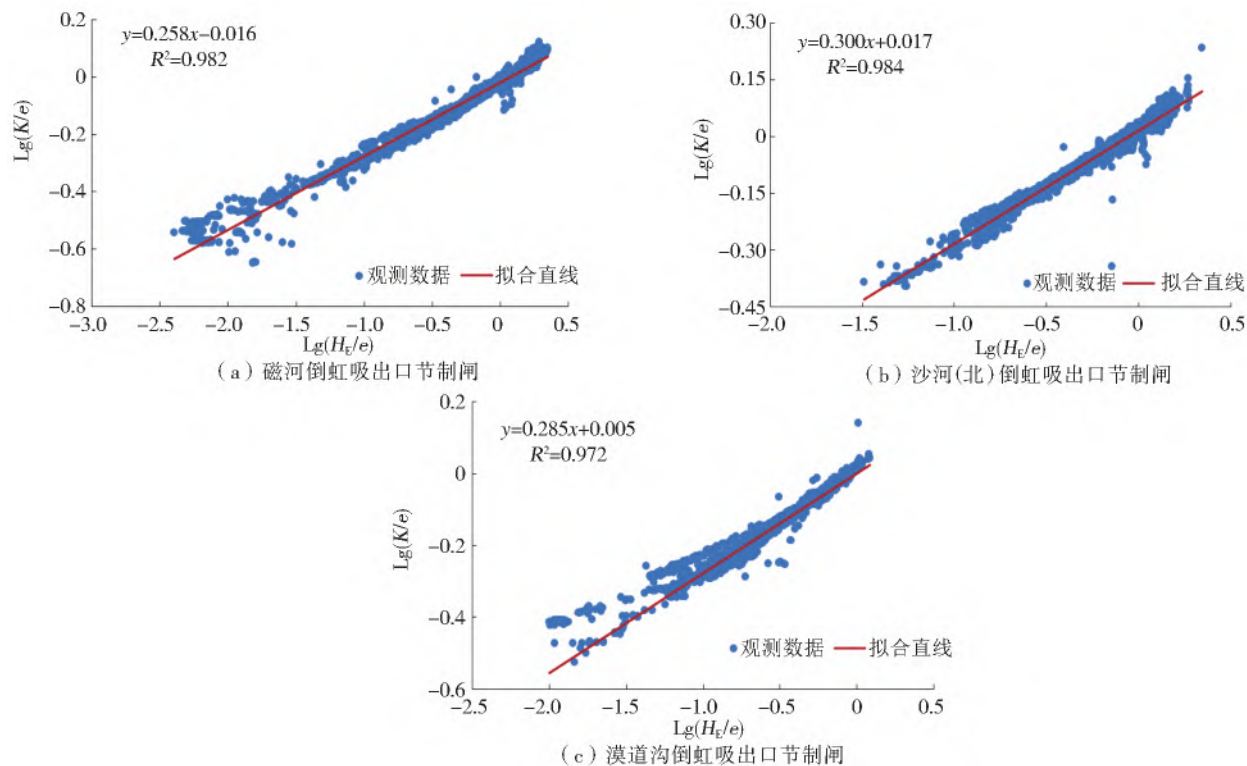 0.2
y=0.258x−0.016
R²=0.982
0
−0.2
−0.4
−0.6
−0.8
Lg(K/e)
观测数据 拟合直线
−3.0 −2.5 −2.0 −1.5 −1.0 −0.5 0 0.5
Lg(H_E/e)
(a) 磁河倒虹吸出口节制闸
0.30
y=0.300x+0.017
R²=0.984
0.15
0
−0.15
−0.30
−0.45
Lg(K/e)
观测数据 拟合直线
−2.0 −1.5 −1.0 −0.5 0 0.5
Lg(H_E/e)
(b) 沙河(北)倒虹吸出口节制闸
0.2
y=0.285x+0.005
R²=0.972
0
−0.2
−0.4
−0.6
Lg(K/e)
观测数据 拟合直线
−2.5 −2.0 −1.5 −1.0 −0.5 0 0.5
Lg(H_E/e)
(c) 漠道沟倒虹吸出口节制闸